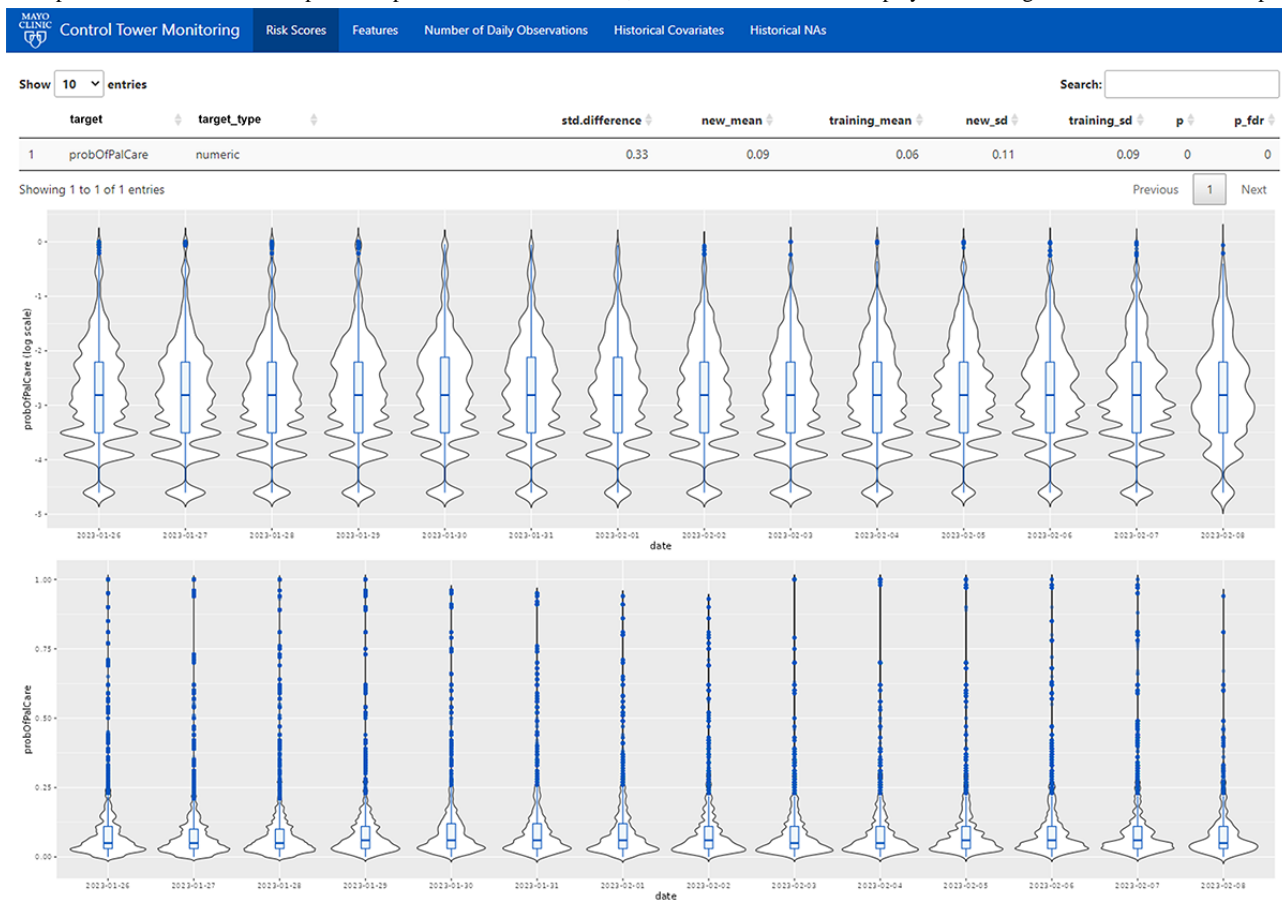 MAYO
CLINIC
Control Tower Monitoring Risk Scores Features Number of Daily Observations Historical Covariates Historical NAs
Show 10 entries Search:
target target_type std.difference new_mean training_mean new_sd training_sd p p_fdr
1 probOfPalCare numeric 0.33 0.09 0.06 0.11 0.09 0 0
Showing 1 to 1 of 1 entries Previous 1 Next
probOfPalCare (log scale)
0
-1
-2
-3
-4
-5
2023-01-26 2023-01-27 2023-01-28 2023-01-29 2023-01-30 2023-01-31 2023-02-01 2023-02-02 2023-02-03 2023-02-04 2023-02-05 2023-02-06 2023-02-07 2023-02-08
date
probOfPalCare
1.00
0.75
0.50
0.25
0.00
2023-01-26 2023-01-27 2023-01-28 2023-01-29 2023-01-30 2023-01-31 2023-02-01 2023-02-02 2023-02-03 2023-02-04 2023-02-05 2023-02-06 2023-02-07 2023-02-08
date